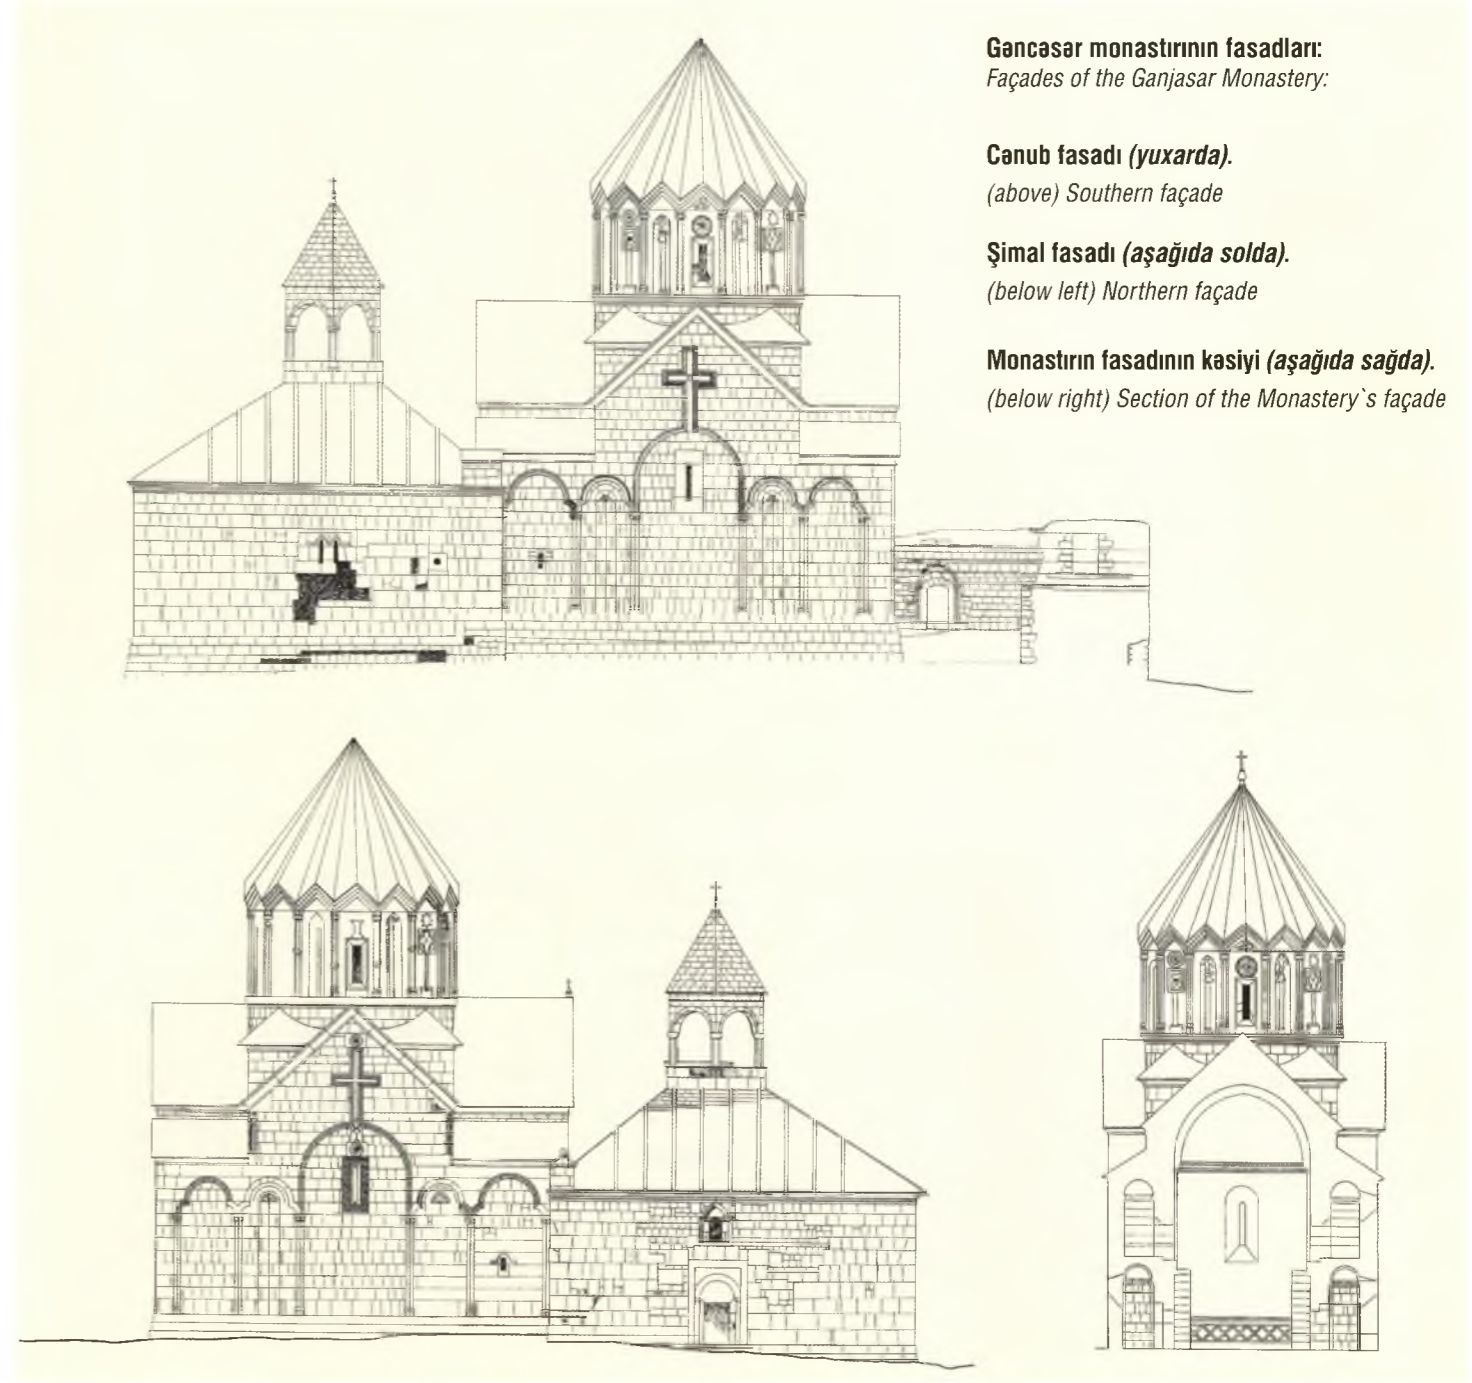 Gəncəsər monastırının fasadları:
Façades of the Ganjasar Monastery:
Cənub fasadı (yuxarda).
(above) Southern façade
Şimal fasadı (aşağıda solda).
(below left) Northern façade
Monastırın fasadının kəsiyi (aşağıda sağda).
(below right) Section of the Monastery`s façade